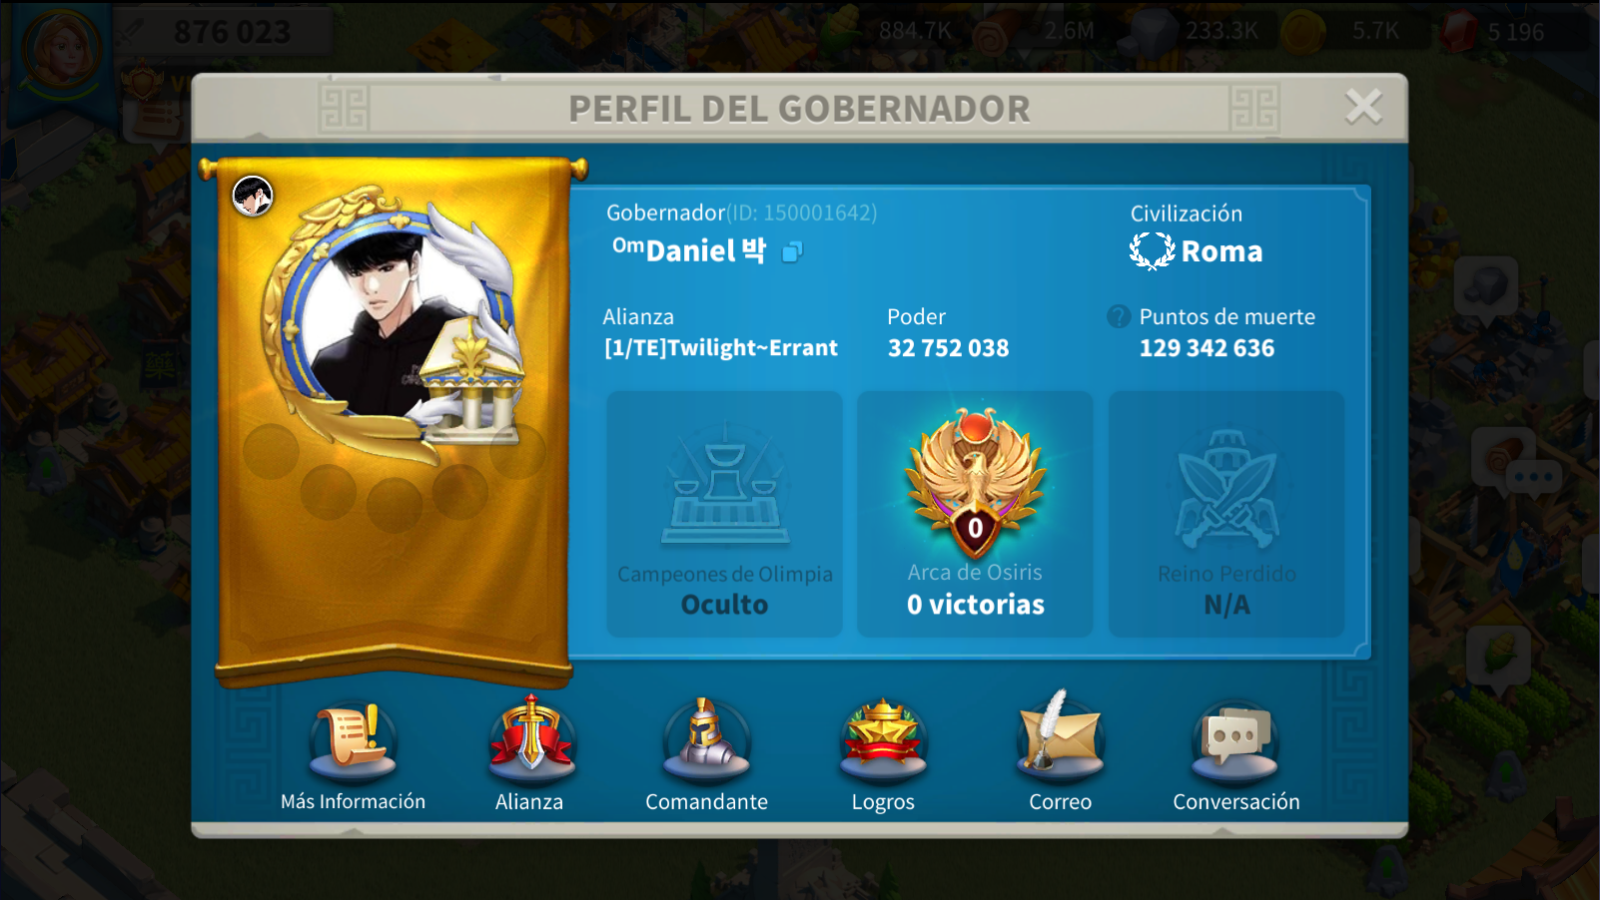 876 023
884.7K
2.6M
233.3K
5.7K
5 196
PERFIL DEL GOBERNADOR
Gobernador(ID: 150001642)
OmDaniel 박
Civilización
Roma
Alianza
[1/TE]Twilight~Errant
Poder
32 752 038
? Puntos de muerte
129 342 636
0
Campeones de Olimpia
Oculto
Arca de Osiris
0 victorias
Reino Perdido
N/A
Más Información
Alianza
Comandante
Logros
Correo
Conversación